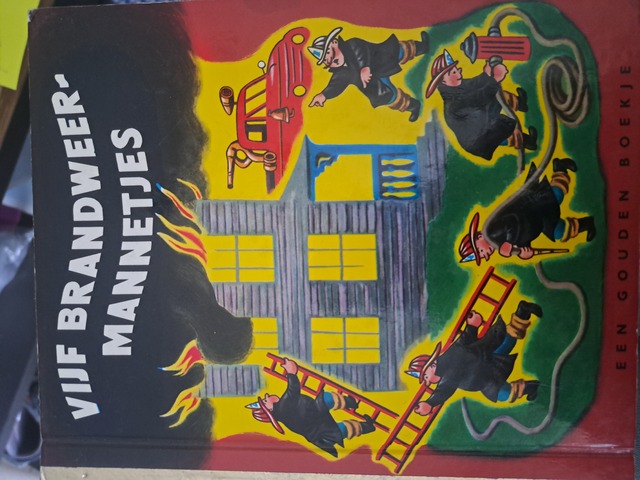 VIJF BRANDWEER-
MANNETJES
EEN GOUDEN BOEKJE